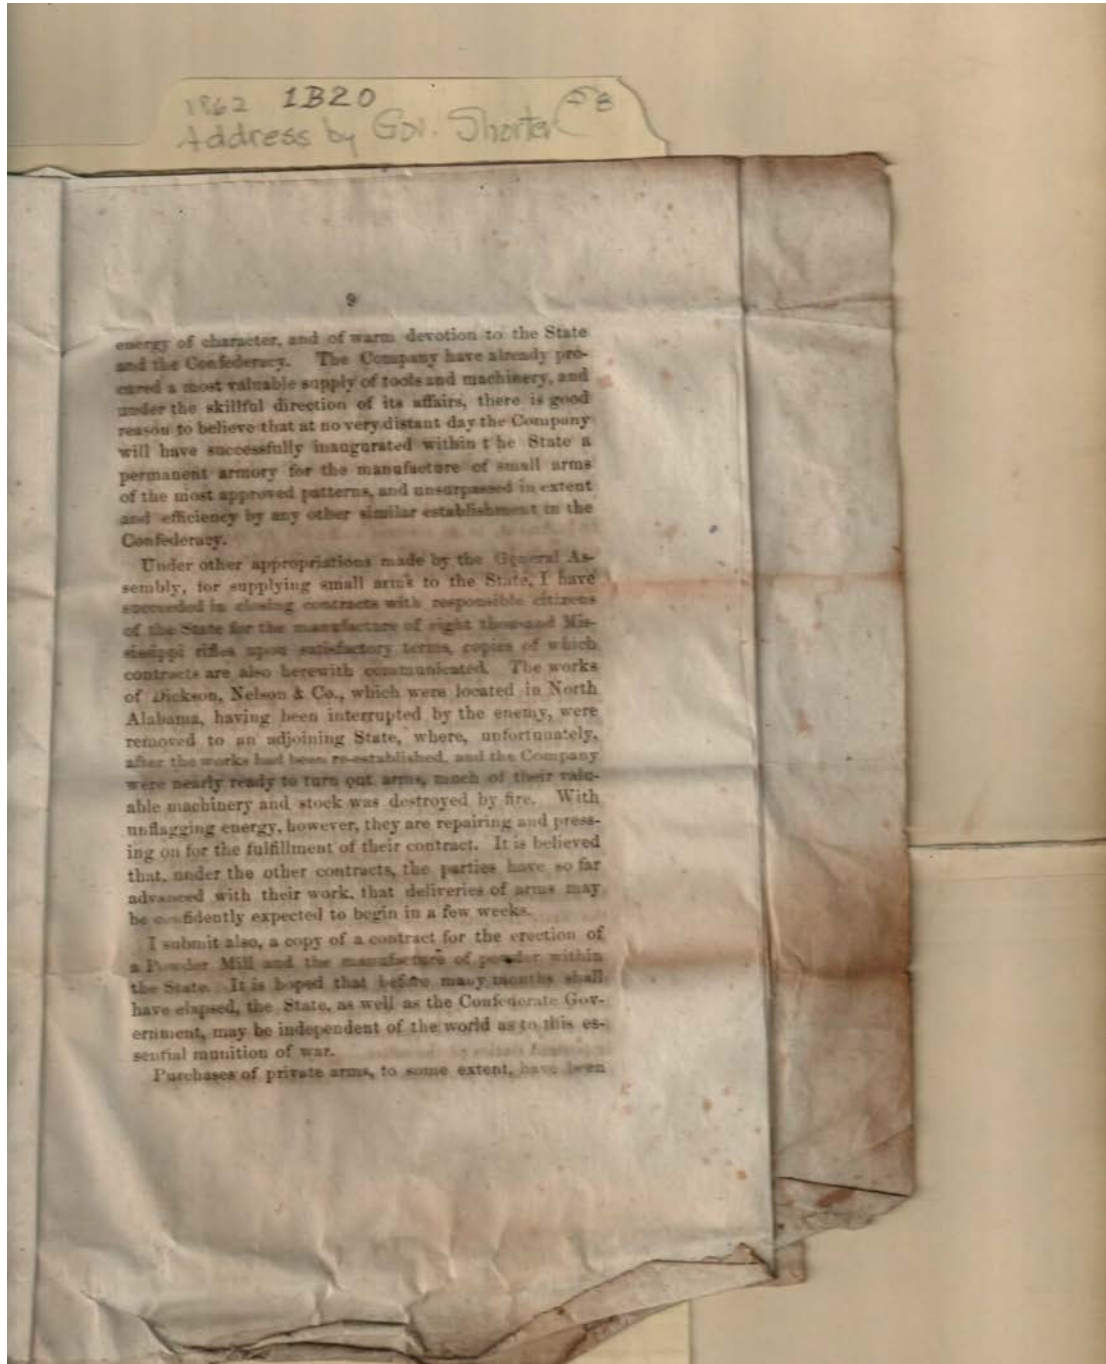 1862 1B20
Address by Gov. Shorter
9
energy of character, and of warm devotion to the State
and the Confederacy. The Company have already pro-
cured a most valuable supply of tools and machinery, and
under the skillful direction of its affairs, there is good
reason to believe that at no very distant day the Company
will have successfully inaugurated within t he State a
permanent armory for the manufacture of small arms
of the most approved patterns, and unsurpassed in extent
and efficiency by any other similar establishment in the
Confederacy.
Under other appropriations made by the General As-
sembly, for supplying small arms to the State, I have
succeeded in closing contracts with responsible citizens
of the State for the manufacture of eight thousand Mis-
sissippi rifles upon satisfactory terms, copies of which
contracts are also herewith communicated. The works
of Dickson, Nelson & Co., which were located in North
Alabama, having been interrupted by the enemy, were
removed to an adjoining State, where, unfortunately,
after the works had been re-established, and the Company
were nearly ready to turn out arms, much of their valu-
able machinery and stock was destroyed by fire. With
unflagging energy, however, they are repairing and press-
ing on for the fulfillment of their contract. It is believed
that, under the other contracts, the parties have so far
advanced with their work, that deliveries of arms may
be confidently expected to begin in a few weeks.
I submit also, a copy of a contract for the erection of
a Powder Mill and the manufacture of powder within
the State. It is hoped that before many months shall
have elapsed, the State, as well as the Confederate Gov-
ernment, may be independent of the world as to this es-
sential munition of war.
Purchases of private arms, to some extent, have been